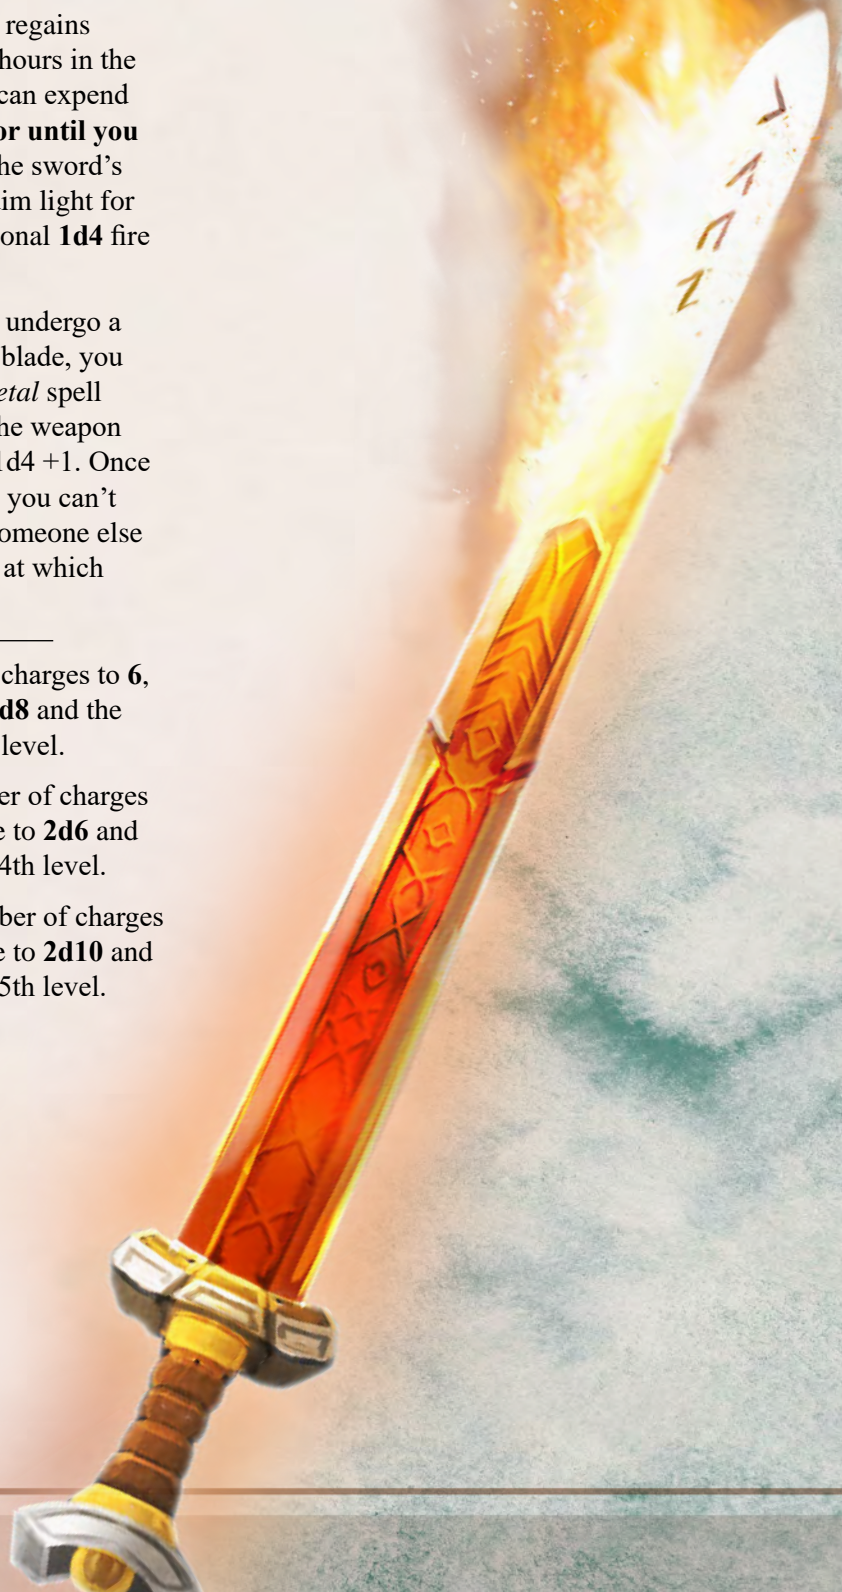 regains
hours in the
can expend
or until you
he sword's
im light for
onal 1d4 fire
undergo a
blade, you
etal spell
he weapon
1d4 +1. Once
you can't
omeone else
at which
charges to 6,
d8 and the
level.
er of charges
e to 2d6 and
4th level.
ber of charges
e to 2d10 and
5th level.